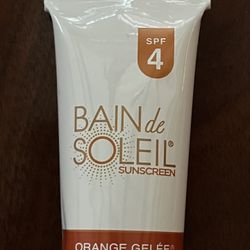 SPF
4
BAIN de
SOLEIL®
SUNSCREEN
ORANGE GELÉE®